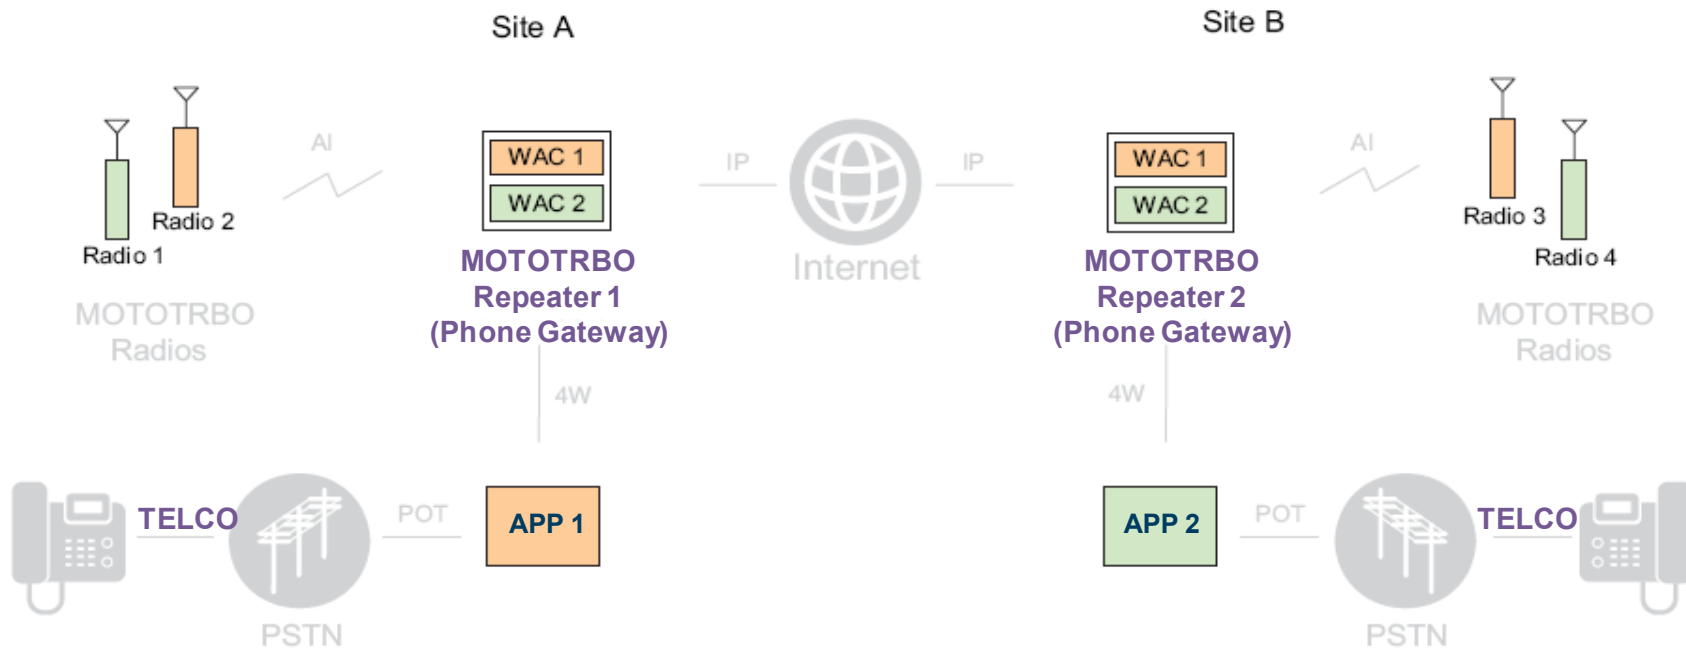 Site A
Site B
AI
WAC 1
WAC 2
IP
IP
WAC 1
WAC 2
AI
Radio 2
Radio 1
Radio 3
Radio 4
MOTOTRBO
Radios
MOTOTRBO
Repeater 1
(Phone Gateway)
Internet
MOTOTRBO
Repeater 2
(Phone Gateway)
MOTOTRBO
Radios
4W
4W
TELCO
POT
APP 1
APP 2
POT
TELCO
PSTN
PSTN